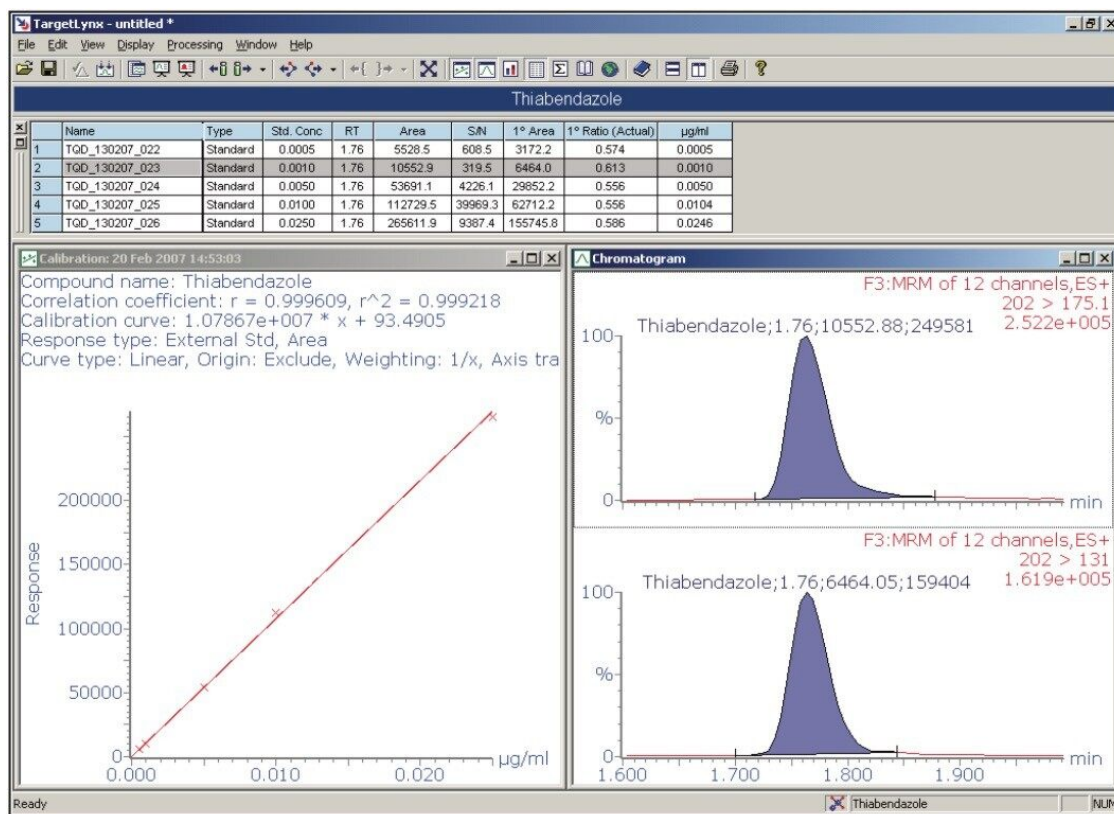 TargetLynx - untitled *
File Edit View Display Processing Window Help
Thiabendazole
Name Type Std. Conc RT Area S/N 1° Area 1° Ratio (Actual) µg/ml
1 TQD_130207_022 Standard 0.0005 1.76 5528.5 608.5 3172.2 0.574 0.0005
2 TQD_130207_023 Standard 0.0010 1.76 10552.9 319.5 6464.0 0.613 0.0010
3 TQD_130207_024 Standard 0.0050 1.76 53691.1 4226.1 29852.2 0.556 0.0050
4 TQD_130207_025 Standard 0.0100 1.76 112729.5 39969.3 62712.2 0.556 0.0104
5 TQD_130207_026 Standard 0.0250 1.76 265611.9 9387.4 155745.8 0.586 0.0246
Calibration: 20 Feb 2007 14:53:03
Compound name: Thiabendazole
Correlation coefficient: r = 0.999609, r^2 = 0.999218
Calibration curve: 1.07867e+007 * x + 93.4905
Response type: External Std, Area
Curve type: Linear, Origin: Exclude, Weighting: 1/x, Axis tra
Response
200000
150000
100000
50000
0
0.000 0.010 0.020
µg/ml
Chromatogram
F3:MRM of 12 channels,ES+
202 > 175.1
2.522e+005
Thiabendazole;1.76;10552.88;249581
100
%
0
min
F3:MRM of 12 channels,ES+
202 > 131
1.619e+005
Thiabendazole;1.76;6464.05;159404
100
%
0
min
1.600 1.700 1.800 1.900
Ready Thiabendazole NUM